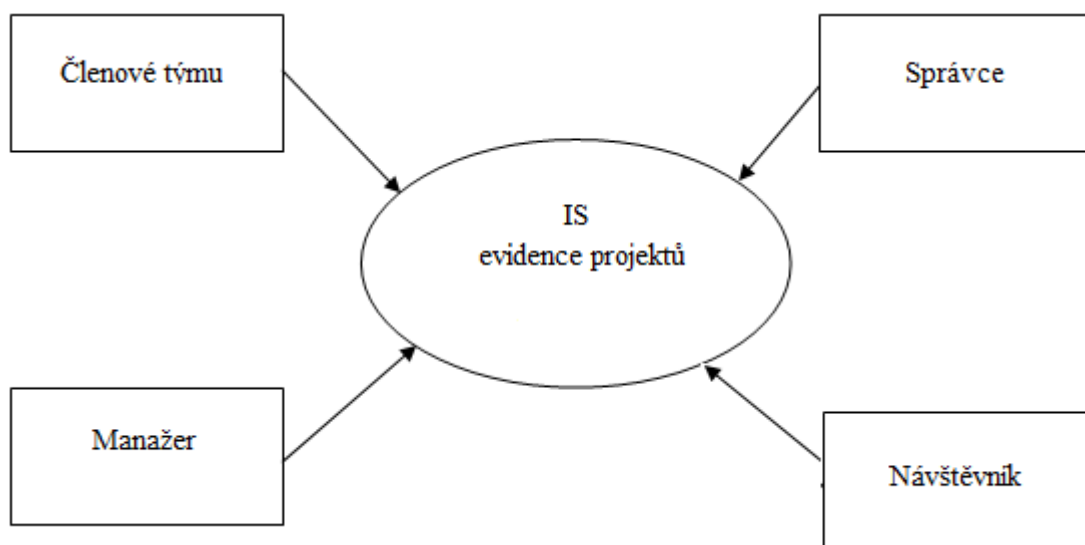 Členové týmu
Správce
IS
evidence projektů
Manažer
Návštěvník